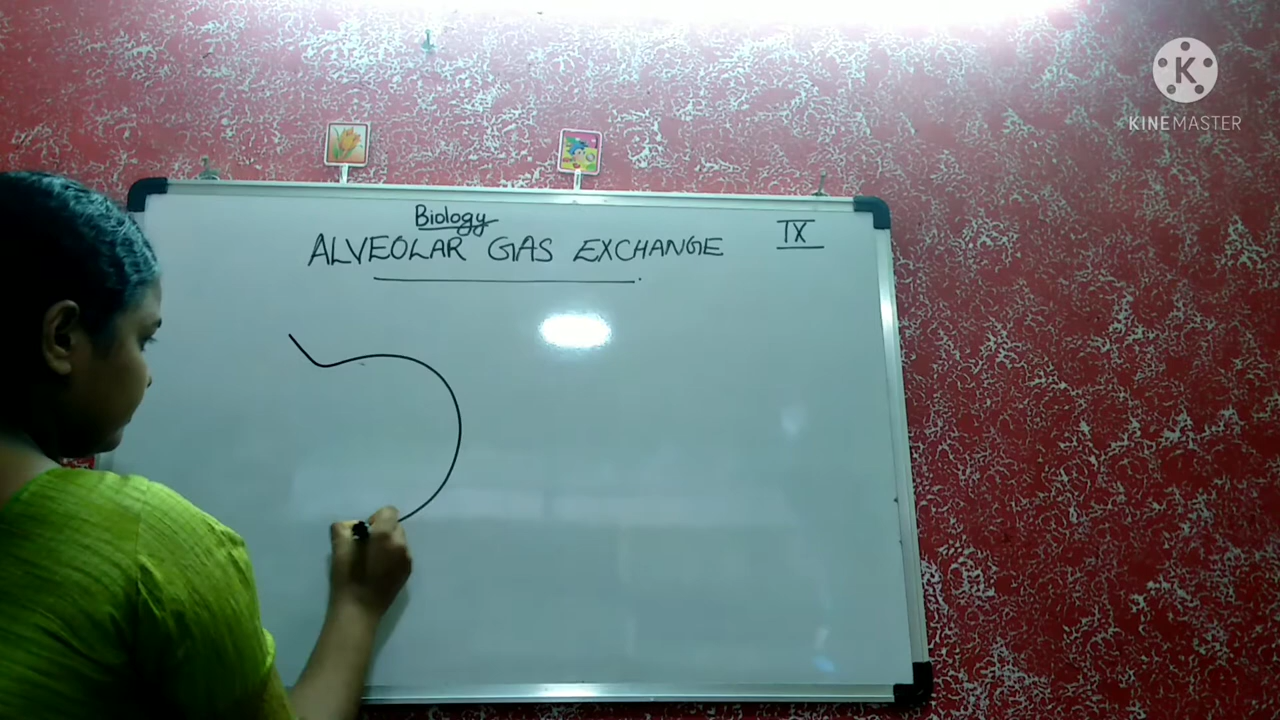 Biology
ALVEOLAR GAS EXCHANGE
IX
K
KINEMASTER